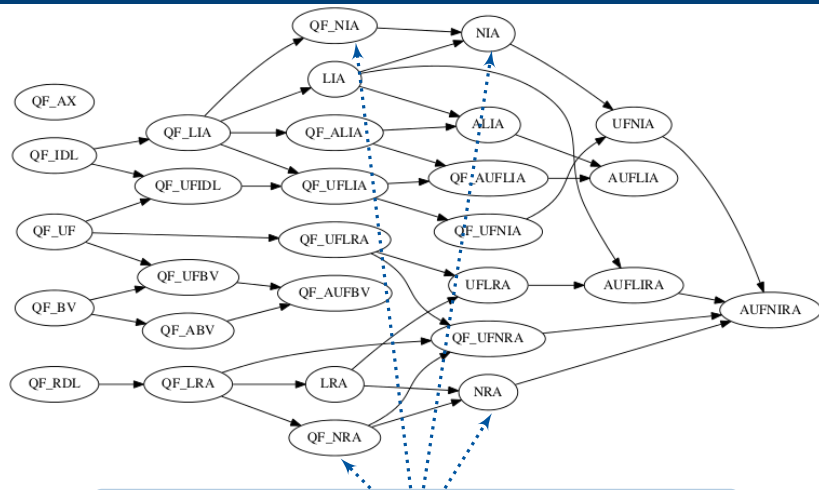 QF_NIA
NIA
LIA
QF_AX
QF_LIA
QF_ALIA
ALIA
UFNIA
QF_IDL
QF_UFIDL
QF_UFLIA
QF_AUFLIA
AUFLIA
QF_UF
QF_UFLRA
QF_UFNIA
QF_UFBV
QF_AUFBV
UFLRA
AUFLIRA
QF_BV
QF_ABV
QF_UFNRA
AUFNIRA
QF_RDL
QF_LRA
LRA
NRA
QF_NRA